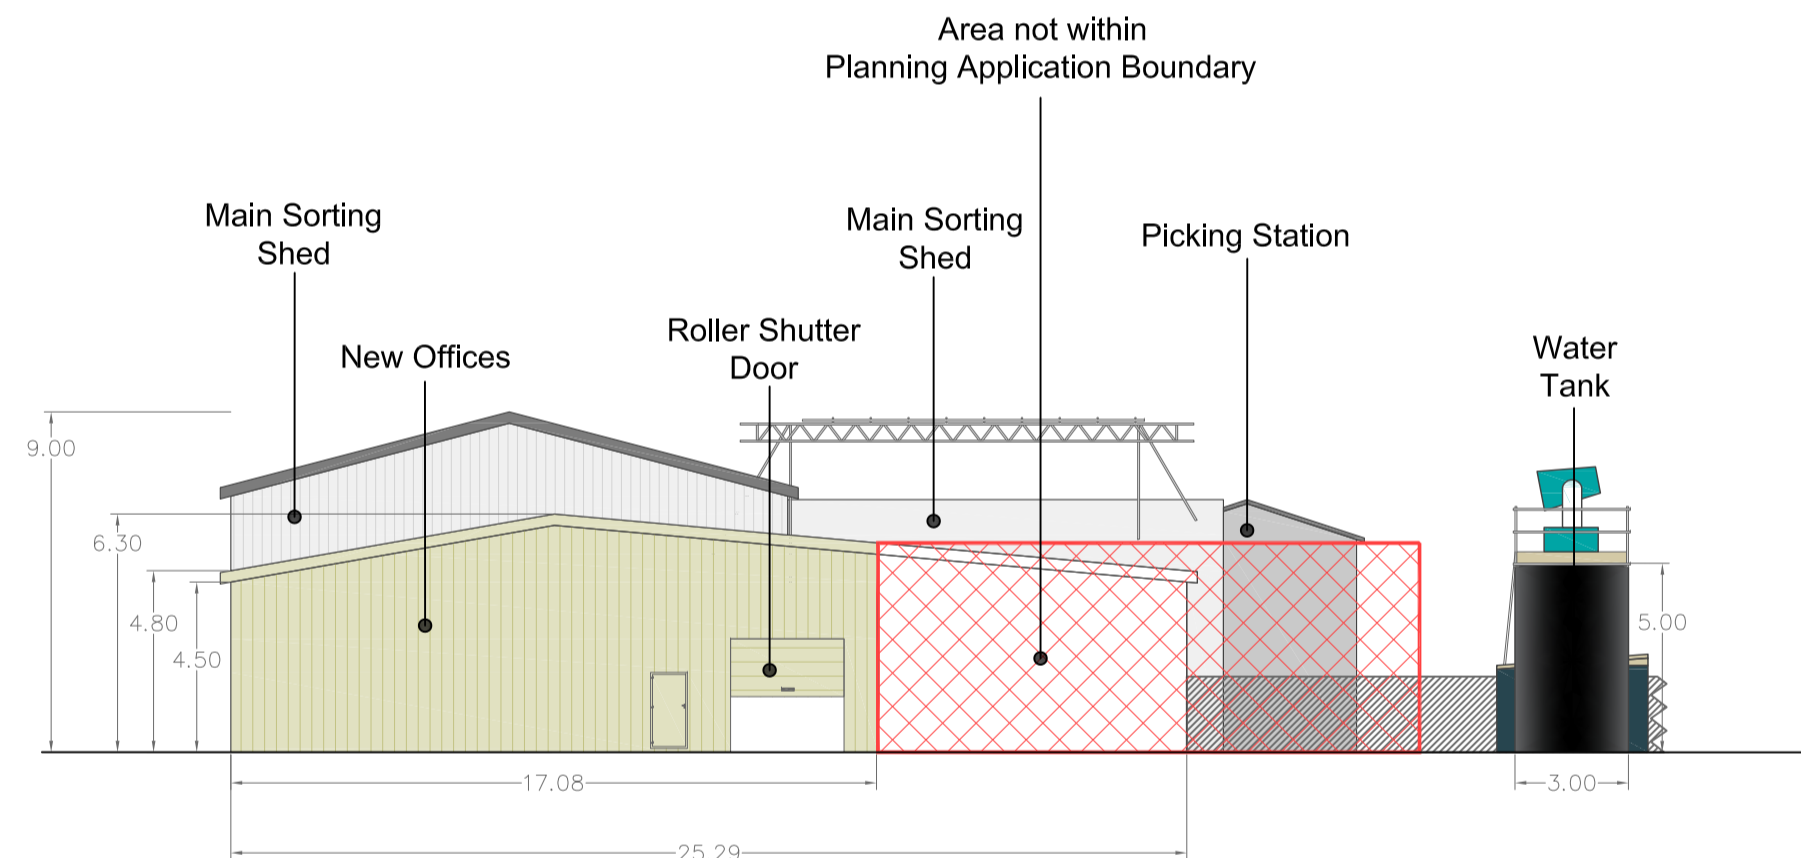 Area not within
Planning Application Boundary
Main Sorting
Shed
Main Sorting
Shed
Picking Station
Roller Shutter
Door
New Offices
Water
Tank
9.00
6.30
4.80
4.50
5.00
17.08
3.00
25.29